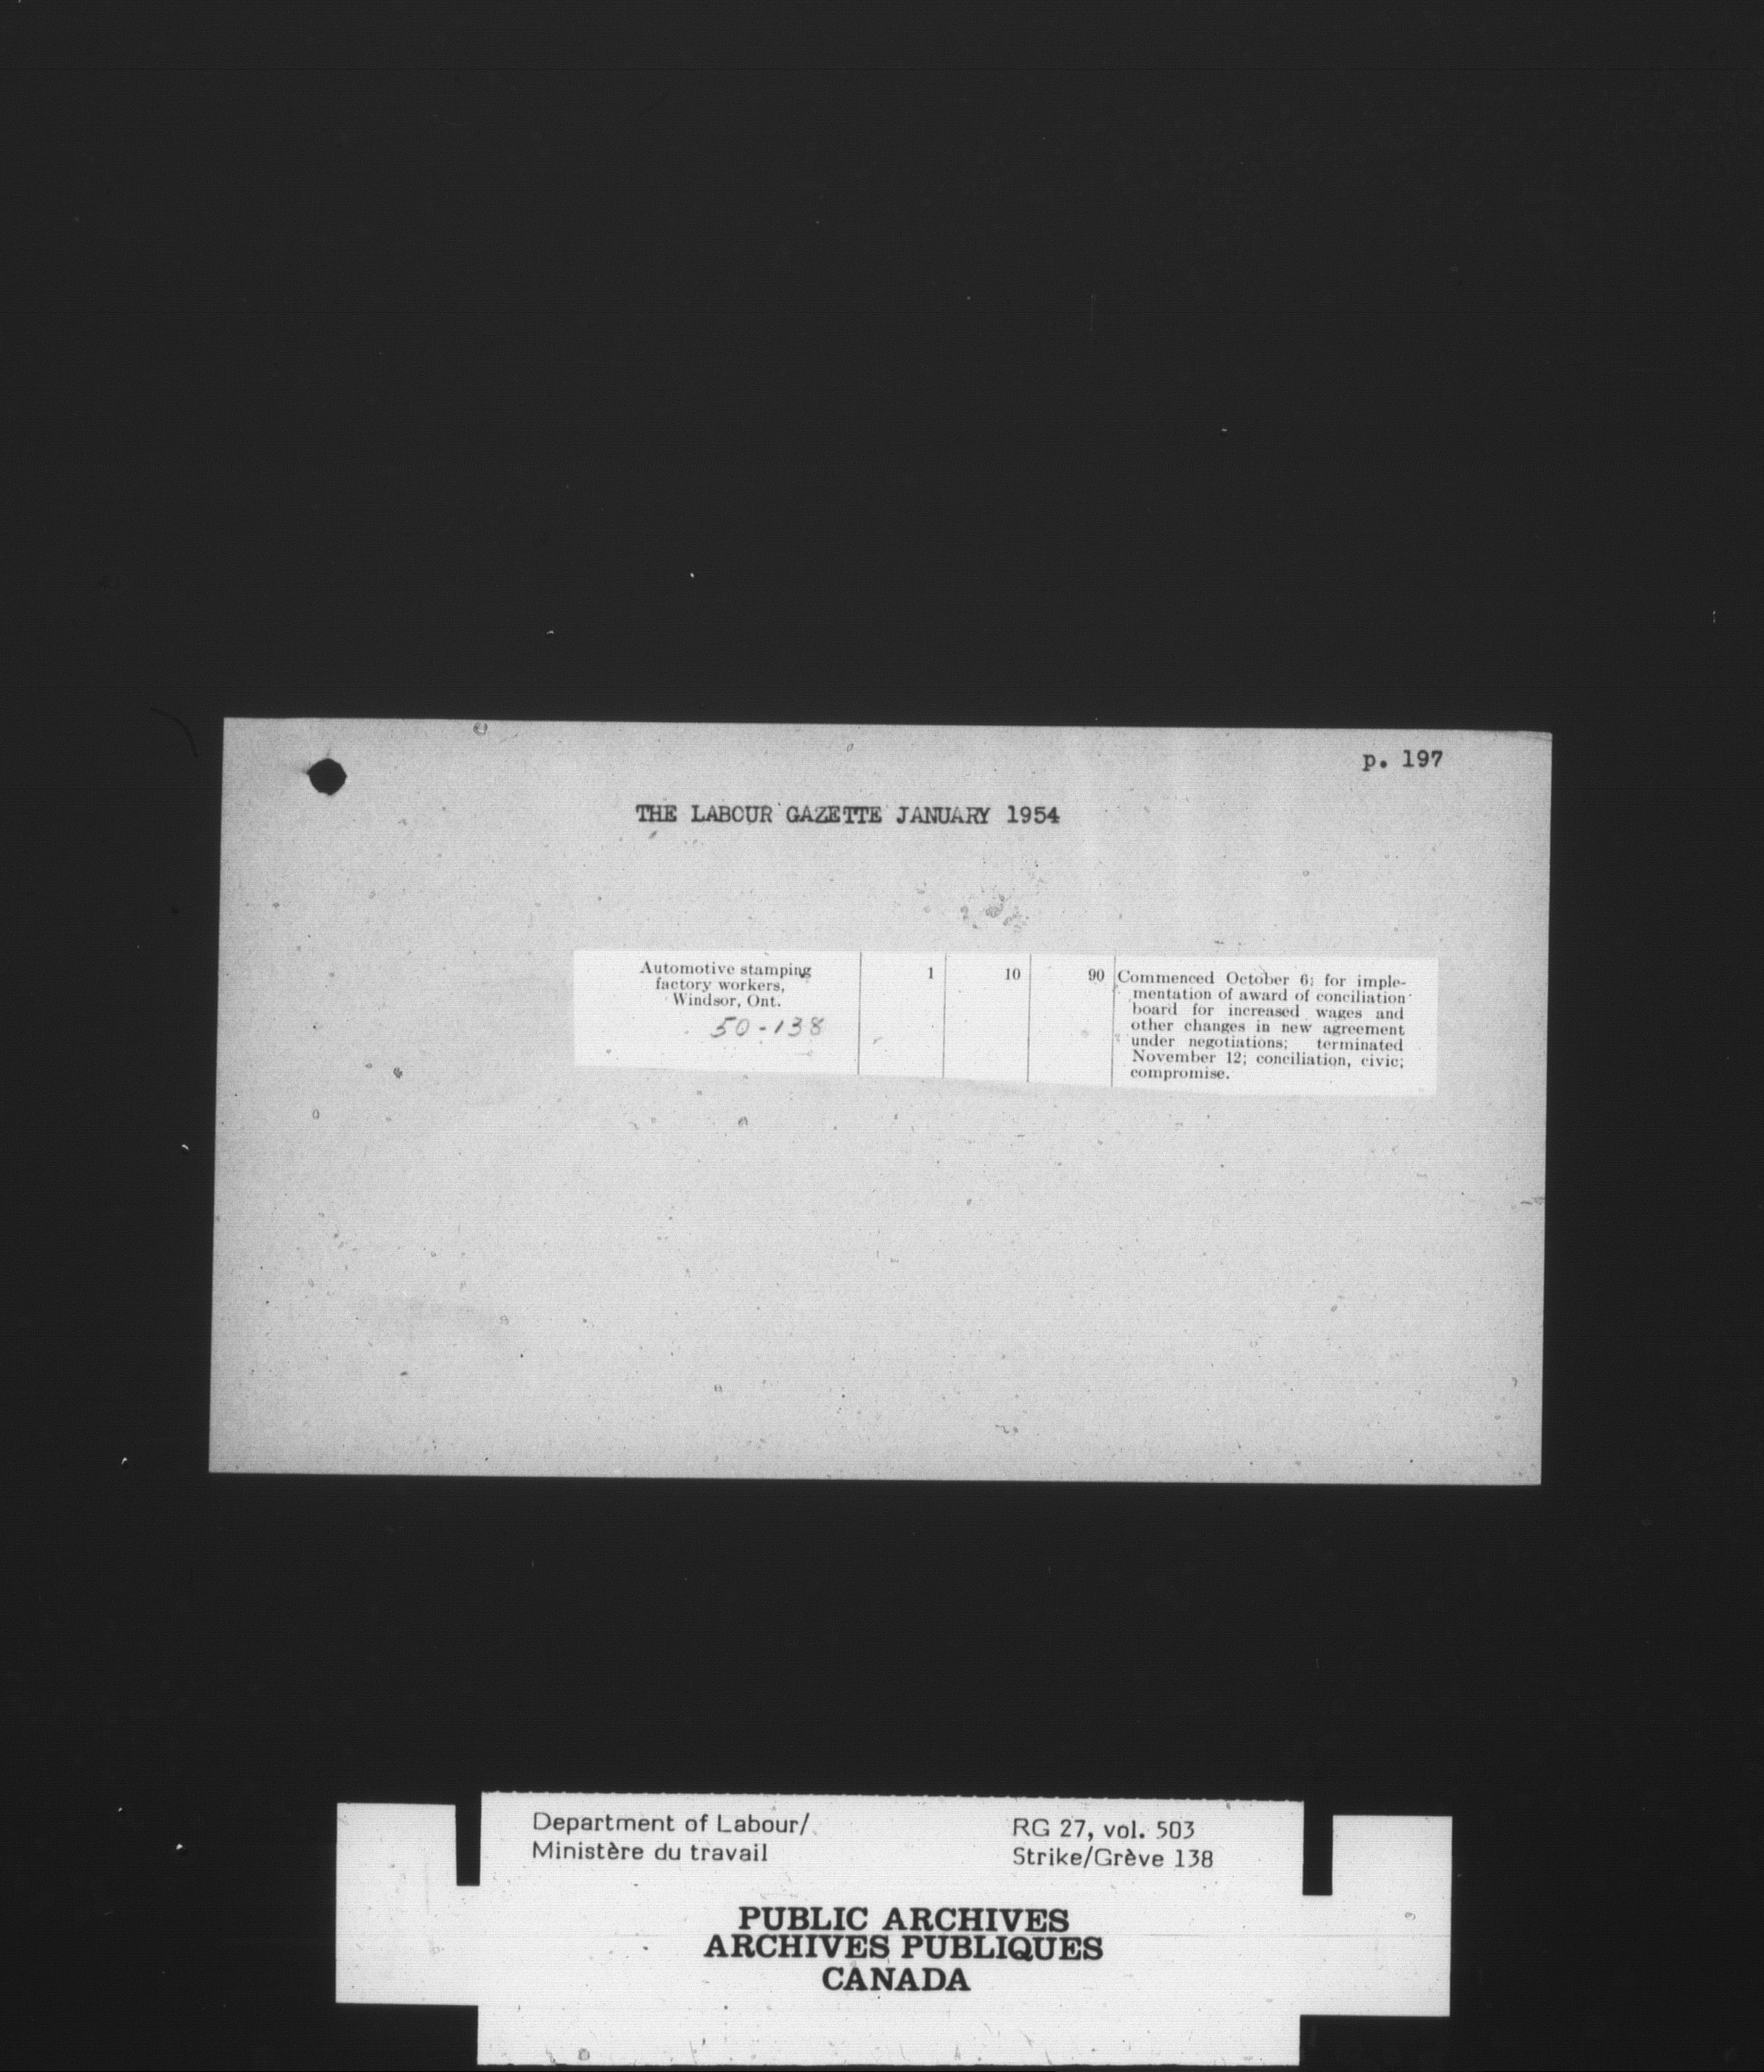 p. 197
THE LABOUR GAZETTE JANUARY 1954
Automotive stamping
factory workers,
Windsor, Ont.
50-138
1
10
90
Commenced October 6; for imple-
mentation of award of conciliation
board for increased wages and
other changes in new agreement
under negotiations; terminated
November 12; conciliation, civic;
compromise.
Department of Labour/
Ministère du travail
RG 27, vol. 503
Strike/Grève 138
PUBLIC ARCHIVES
ARCHIVES PUBLIQUES
CANADA